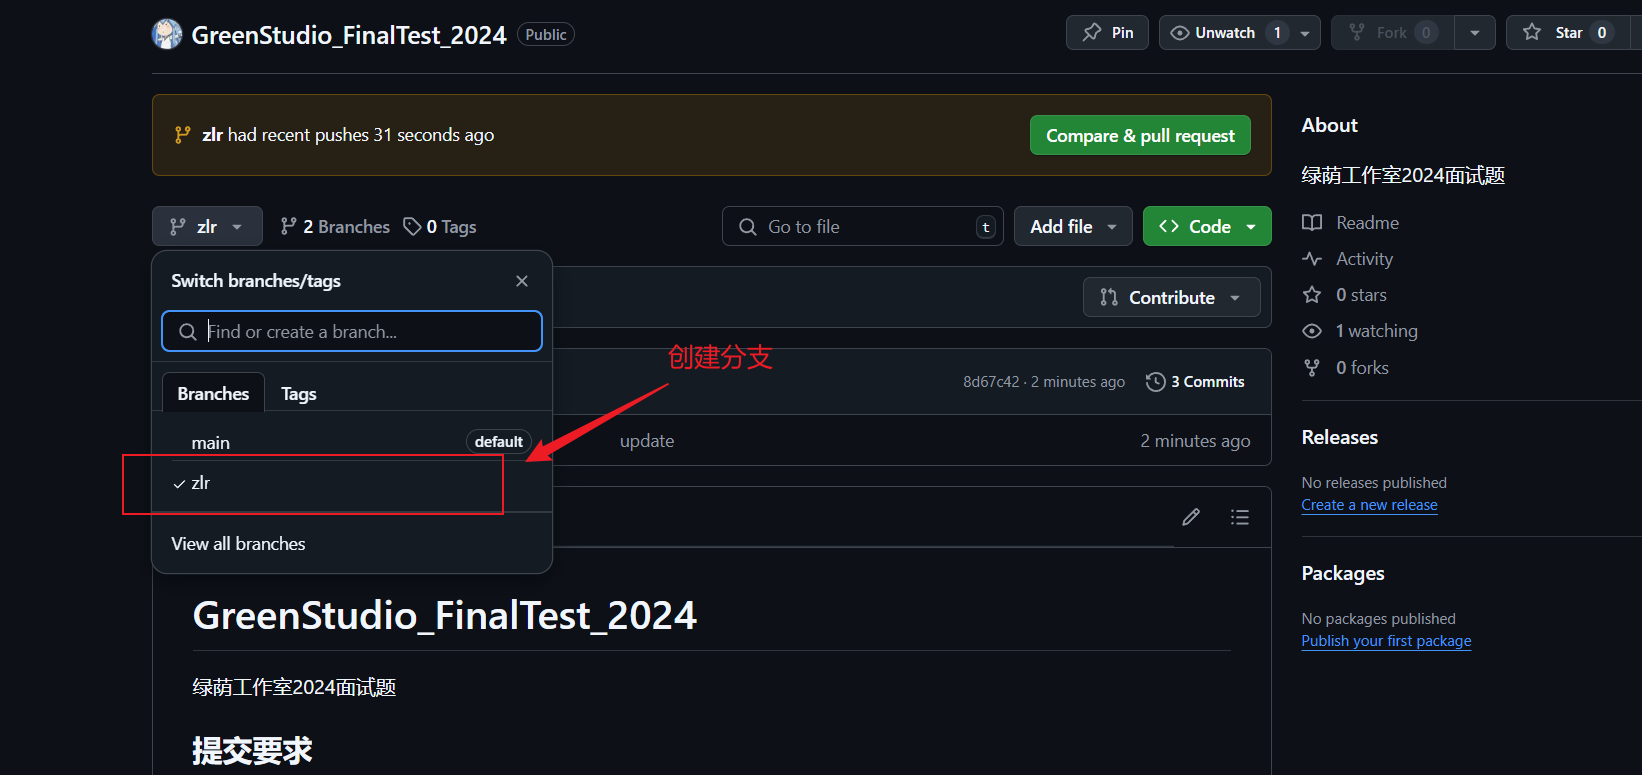 GreenStudio_FinalTest_2024 Public
Pin
Unwatch 1
Fork 0
Star 0
zlr had recent pushes 31 seconds ago
Compare & pull request
zlr
2 Branches
0 Tags
Go to file
t
Add file
Code
Switch branches/tags
Find or create a branch...
Branches
Tags
main
default
zlr
View all branches
Contribute
创建分支
8d67c42 · 2 minutes ago
3 Commits
update
2 minutes ago
GreenStudio_FinalTest_2024
绿荫工作室2024面试题
提交要求
About
绿荫工作室2024面试题
Readme
Activity
0 stars
1 watching
0 forks
Releases
No releases published
Create a new release
Packages
No packages published
Publish your first package